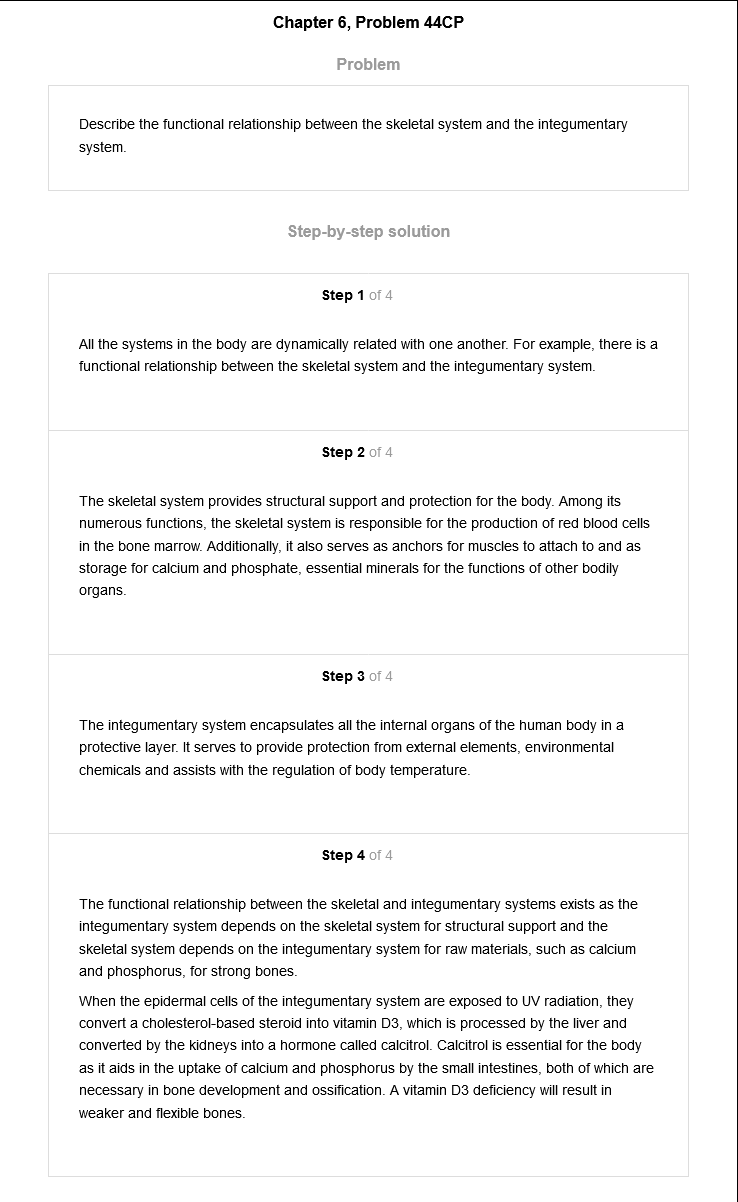 Chapter 6, Problem 44CP
Problem
Describe the functional relationship between the skeletal system and the integumentary
system.
Step-by-step solution
Step 1 of 4
All the systems in the body are dynamically related with one another. For example, there is a
functional relationship between the skeletal system and the integumentary system.
Step 2 of 4
The skeletal system provides structural support and protection for the body. Among its
numerous functions, the skeletal system is responsible for the production of red blood cells
in the bone marrow. Additionally, it also serves as anchors for muscles to attach to and as
storage for calcium and phosphate, essential minerals for the functions of other bodily
organs.
Step 3 of 4
The integumentary system encapsulates all the internal organs of the human body in a
protective layer. It serves to provide protection from external elements, environmental
chemicals and assists with the regulation of body temperature.
Step 4 of 4
The functional relationship between the skeletal and integumentary systems exists as the
integumentary system depends on the skeletal system for structural support and the
skeletal system depends on the integumentary system for raw materials, such as calcium
and phosphorus, for strong bones.
When the epidermal cells of the integumentary system are exposed to UV radiation, they
convert a cholesterol-based steroid into vitamin D3, which is processed by the liver and
converted by the kidneys into a hormone called calcitrol. Calcitrol is essential for the body
as it aids in the uptake of calcium and phosphorus by the small intestines, both of which are
necessary in bone development and ossification. A vitamin D3 deficiency will result in
weaker and flexible bones.